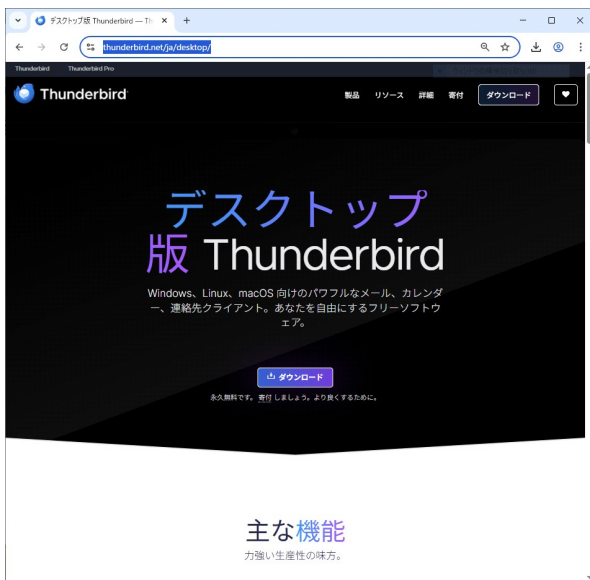 デスクトップ版 Thunderbird — Th
thunderbird.net/ja/desktop/
Thunderbird Thunderbird Pro
Thunderbird
製品 リソース 詳細 寄付 ダウンロード
デスクトップ
版 Thunderbird
Windows、Linux、macOS 向けのパワフルなメール、カレンダ
ー、連絡先クライアント。あなたを自由にするフリーソフトウ
ェア。
ダウンロード
永久無料です。 寄付 しましょう。より良くするために。
主な機能
力強い生産性の味方。